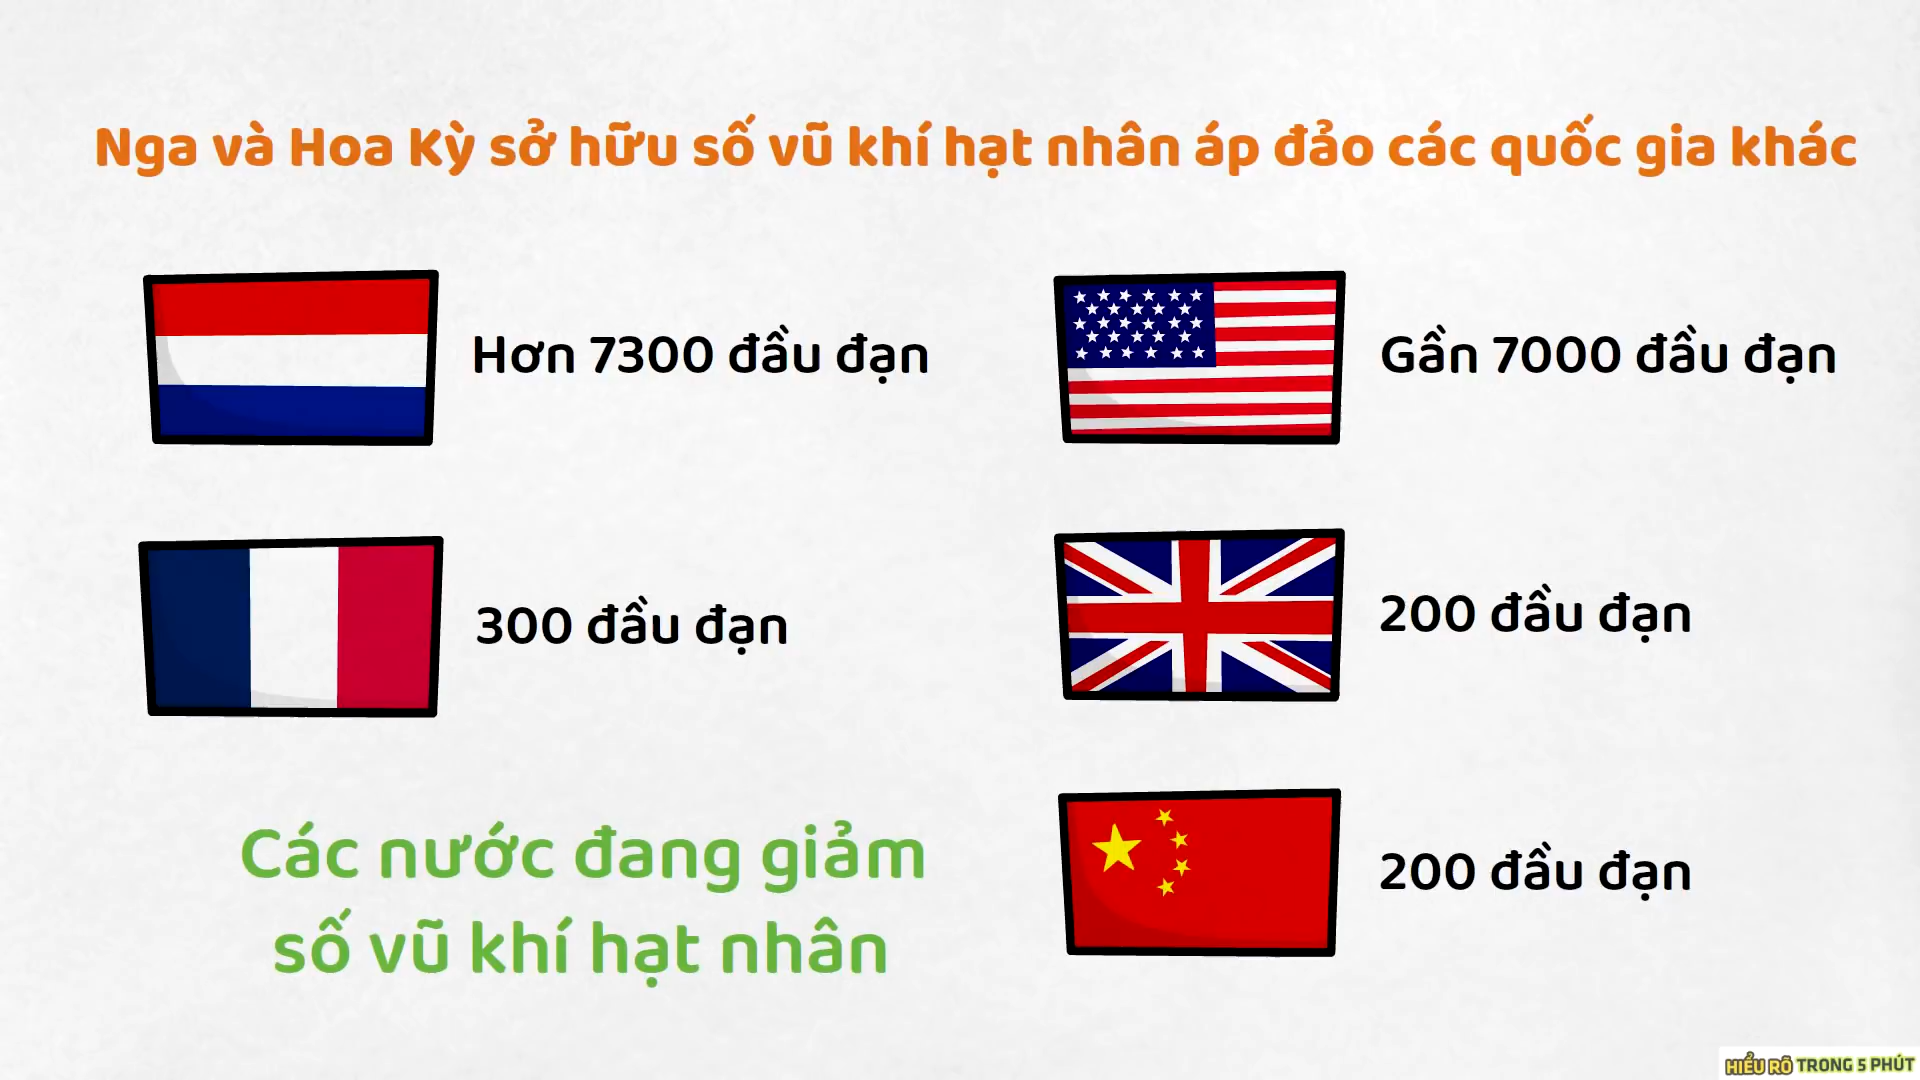 Nga và Hoa Kỳ sở hữu số vũ khí hạt nhân áp đảo các quốc gia khác
Hơn 7300 đầu đạn
Gần 7000 đầu đạn
300 đầu đạn
200 đầu đạn
Các nước đang giảm
số vũ khí hạt nhân
200 đầu đạn
HIỂU RÕ TRONG 5 PHÚT